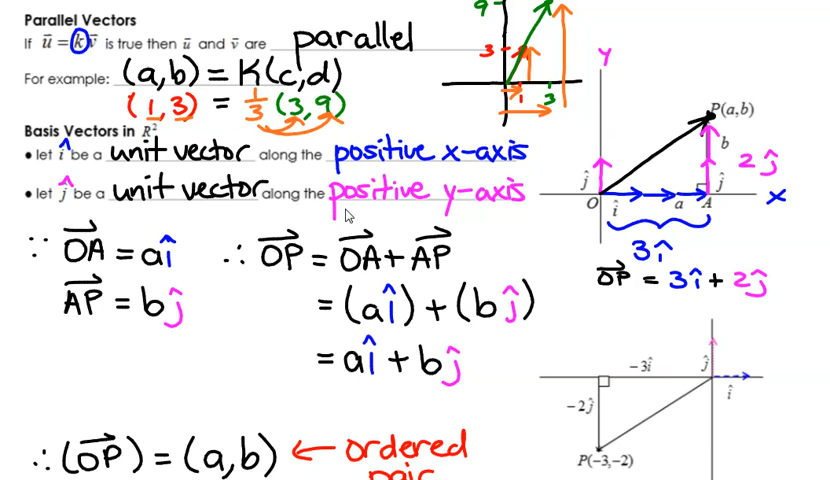 Parallel Vectors
If u⃗ = k v⃗ is true then u⃗ and v⃗ are parallel
For example: (a,b) = K(c,d)
(1,3) = 1/3 (3,9)
Basis Vectors in R²
• let î be a unit vector along the positive x-axis
• let ĵ be a unit vector along the positive y-axis
∵ OA⃗ = aî
AP⃗ = bĵ
∴ OP⃗ = OA⃗ + AP⃗
= (aî) + (bĵ)
= aî + bĵ
∴ (OP⃗) = (a,b) ← ordered
pair
9
3
1 3
Y
P(a,b)
b
2ĵ
ĵ ĵ
O î a A X
3î
OP⃗ = 3î + 2ĵ
-3î ĵ
î
-2ĵ
P(-3,-2)